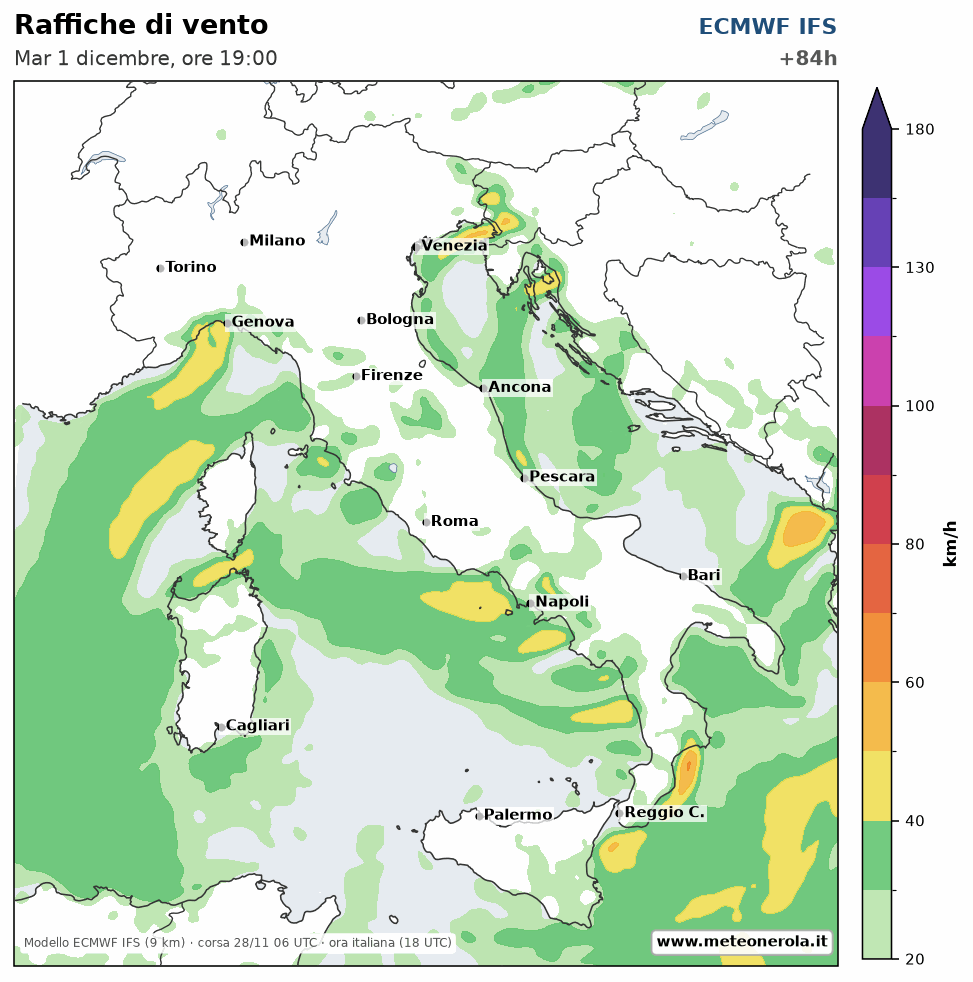 Raffiche di vento
ECMWF IFS
Mar 1 dicembre, ore 19:00
+84h
180
Milano
Venezia
Torino
130
Genova
Bologna
Firenze
Ancona
100
Pescara
Roma
80
km/h
Bari
Napoli
60
Cagliari
Reggio C.
Palermo
40
Modello ECMWF IFS (9 km) · corsa 28/11 06 UTC · ora italiana (18 UTC)
www.meteonerola.it
20